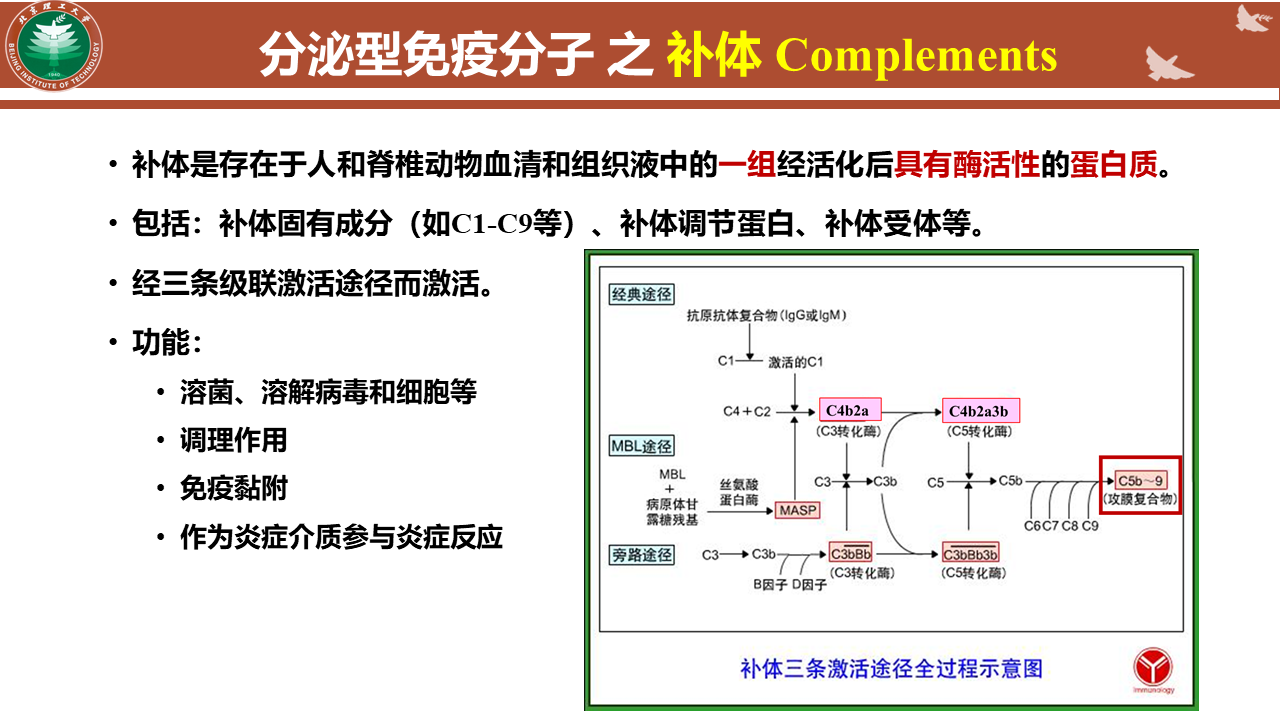 分泌型免疫分子 之 补体 Complements
北京理工大学
BEIJING INSTITUTE OF TECHNOLOGY
1940
• 补体是存在于人和脊椎动物血清和组织液中的一组经活化后具有酶活性的蛋白质。
• 包括：补体固有成分（如C1-C9等）、补体调节蛋白、补体受体等。
• 经三条级联激活途径而激活。
• 功能：
• 溶菌、溶解病毒和细胞等
• 调理作用
• 免疫黏附
• 作为炎症介质参与炎症反应
经典途径
抗原抗体复合物(IgG或IgM)
C1
激活的C1
C4＋C2
C4b2a
(C3转化酶)
C4b2a3b
(C5转化酶)
MBL途径
MBL
＋
病原体甘
露糖残基
丝氨酸
蛋白酶
MASP
C3
C3b
C5
C5b
C6 C7 C8 C9
C5b～9
(攻膜复合物)
旁路途径
C3
C3b
B因子 D因子
C3bBb
(C3转化酶)
C3bBb3b
(C5转化酶)
补体三条激活途径全过程示意图
Immunology